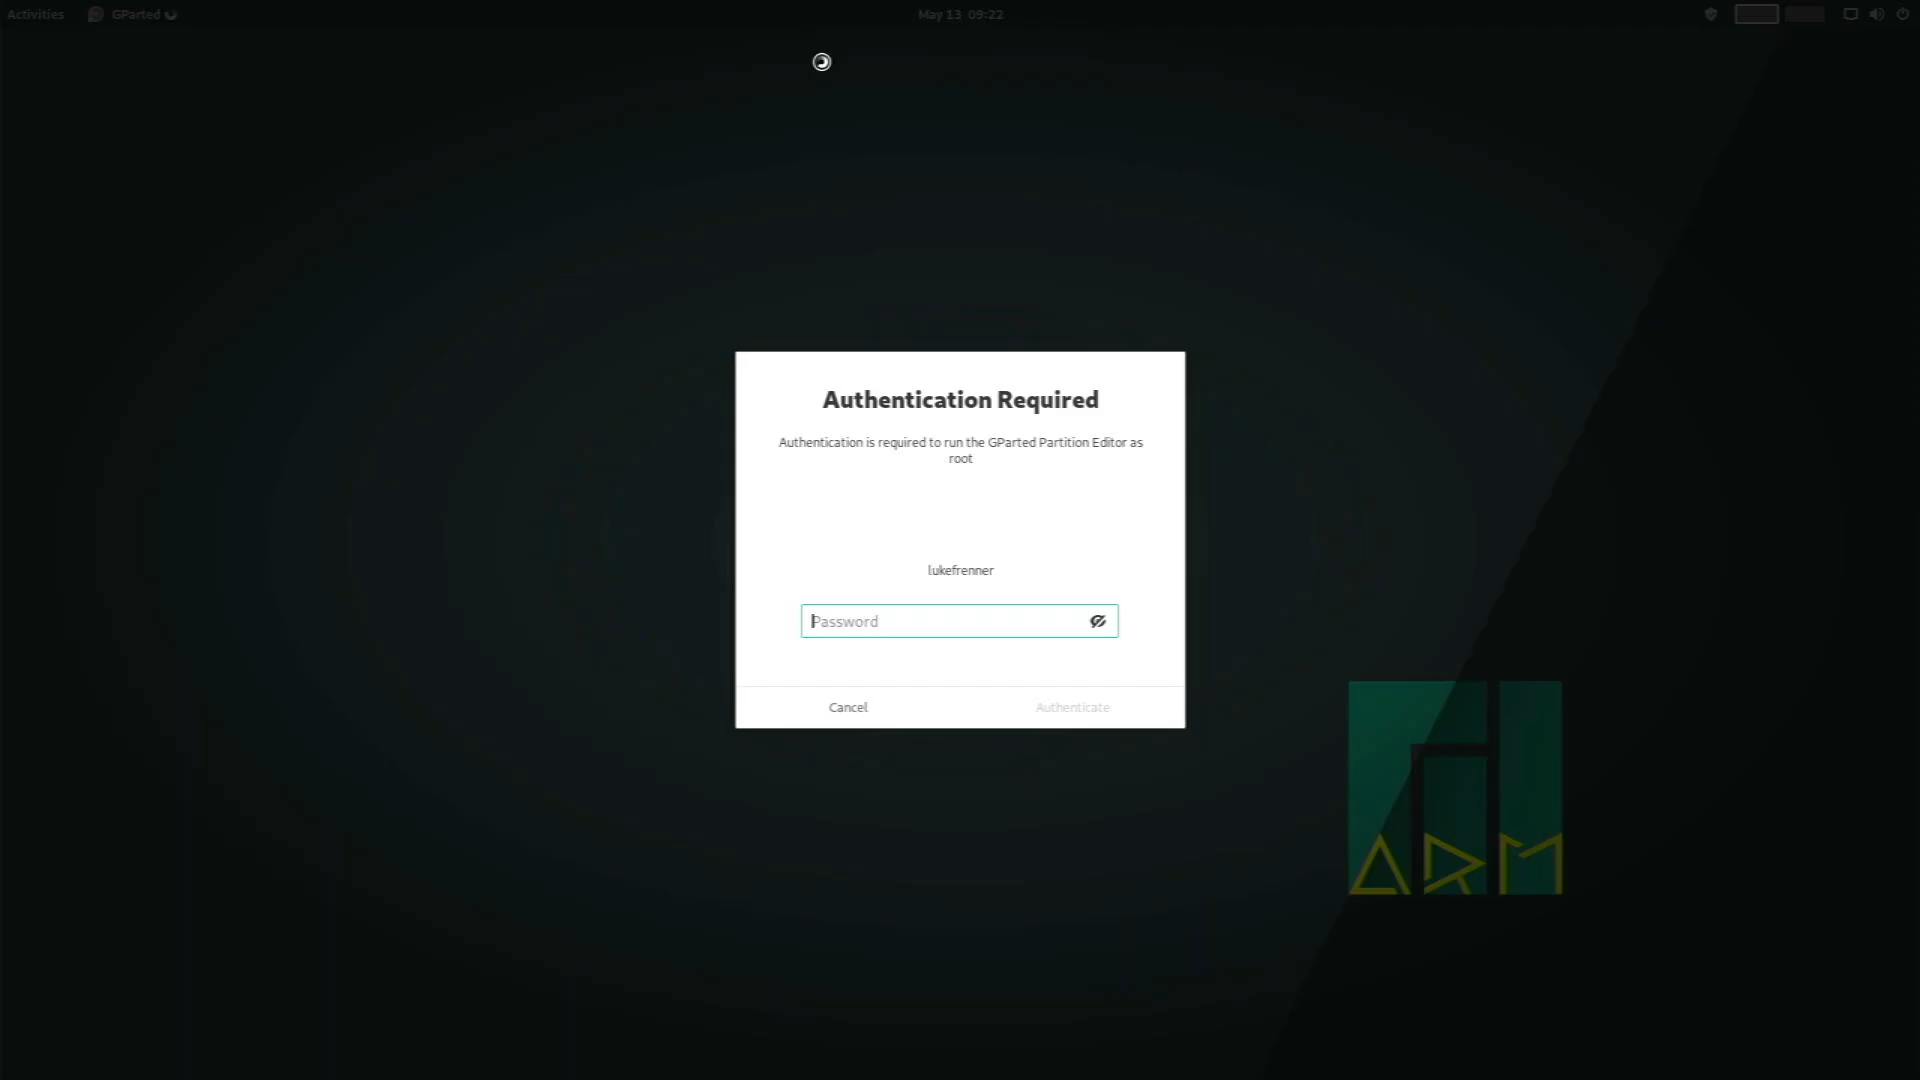 Activities GParted May 13 09:22
Authentication Required
Authentication is required to run the GParted Partition Editor as
root
lukefrenner
Password
Cancel Authenticate
ARM